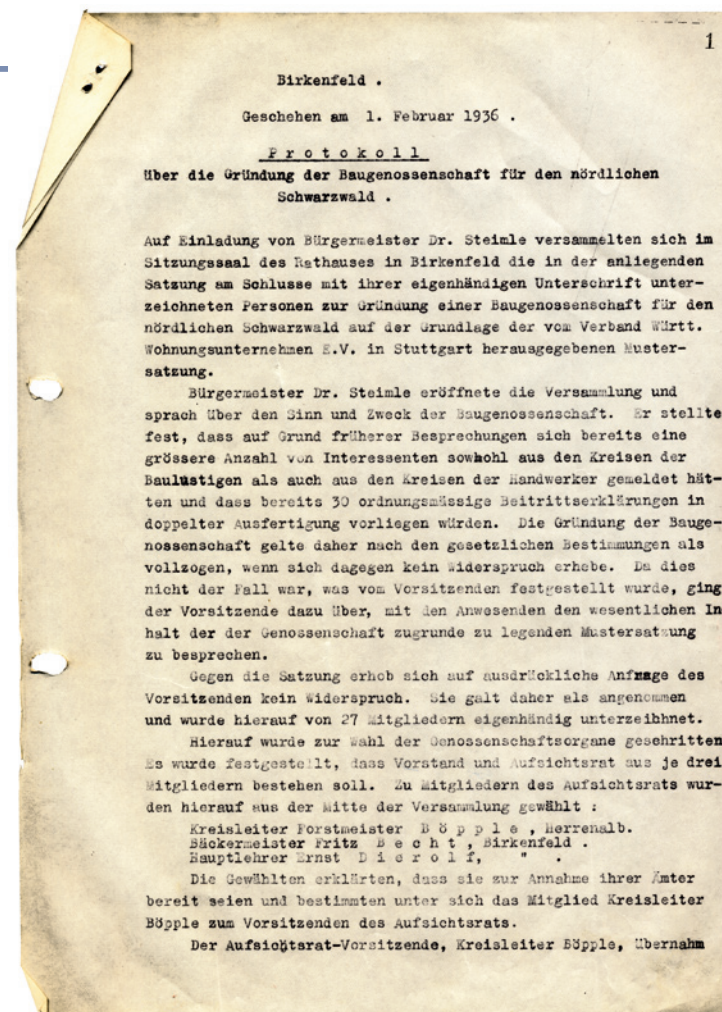 1
Birkenfeld .
Geschehen am 1. Februar 1936 .
P r o t o k o l l
über die Gründung der Baugenossenschaft für den nördlichen
Schwarzwald .
Auf Einladung von Bürgermeister Dr. Steimle versammelten sich im
Sitzungssaal des Rathauses in Birkenfeld die in der anliegenden
Satzung am Schlusse mit ihrer eigenhändigen Unterschrift unter-
zeichneten Personen zur Gründung einer Baugenossenschaft für den
nördlichen Schwarzwald auf der Grundlage der vom Verband Württ.
Wohnungsunternehmen E.V. in Stuttgart herausgegebenen Muster-
satzung.
Bürgermeister Dr. Steimle eröffnete die Versammlung und
sprach über den Sinn und Zweck der Baugenossenschaft. Er stellte
fest, dass auf Grund früherer Besprechungen sich bereits eine
grössere Anzahl von Interessenten sowhohl aus den Kreisen der
Baulustigen als auch aus den Kreisen der Handwerker gemeldet hät-
ten und dass bereits 30 ordnungsmässige Beitrittserklärungen in
doppelter Ausfertigung vorliegen würden. Die Gründung der Bauge-
nossenschaft gelte daher nach den gesetzlichen Bestimmungen als
vollzogen, wenn sich dagegen kein Widerspruch erhebe. Da dies
nicht der Fall war, was vom Vorsitzenden festgestellt wurde, ging
der Vorsitzende dazu über, mit den Anwesenden den wesentlichen In
halt der der Genossenschaft zugrunde zu legenden Mustersatzung
zu besprechen.
Gegen die Satzung erhob sich auf ausdrückliche Anfrage des
Vorsitzenden kein Widerspruch. Sie galt daher als angenommen
und wurde hierauf von 27 Mitgliedern eigenhändig unterzeibhnet.
Hierauf wurde zur Wahl der Genossenschaftsorgane geschritten
Es wurde festgestellt, dass Vorstand und Aufsichtsrat aus je drei
Mitgliedern bestehen soll. Zu Mitgliedern des Aufsichtsrats wur-
den hierauf aus der Mitte der Versammlung gewählt :
Kreisleiter Forstmeister B ö p p l e , Herrenalb.
Bäckermeister Fritz B e c h t , Birkenfeld .
Hauptlehrer Ernst D i e r o l f, " .
Die Gewählten erklärten, dass sie zur Annahme ihrer Ämter
bereit seien und bestimmten unter sich das Mitglied Kreisleiter
Böpple zum Vorsitzenden des Aufsichtsrats.
Der Aufsichtsrat-Vorsitzende, Kreisleiter Böpple, übernahm